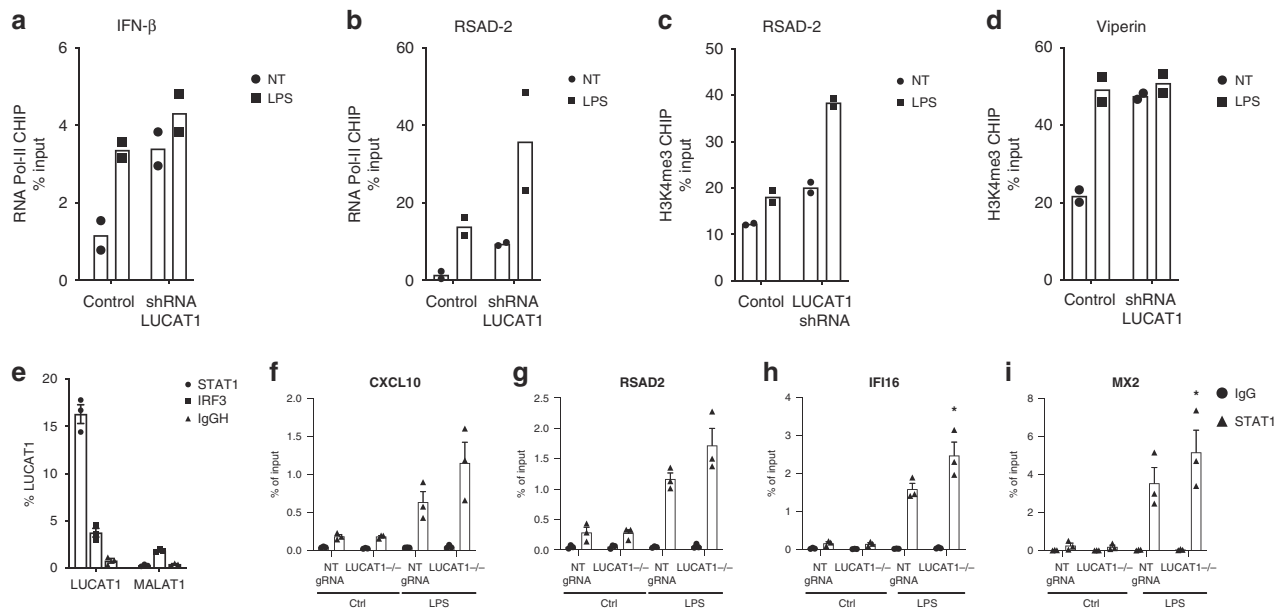 a
IFN-β
RNA Pol-II CHIP
% input
6
4
2
0
Control
shRNA
LUCAT1
NT
LPS
b
RSAD-2
RNA Pol-II CHIP
% input
60
40
20
0
Control
shRNA
LUCAT1
NT
LPS
c
RSAD-2
H3K4me3 CHIP
% input
50
40
30
20
10
0
Contol
LUCAT1
shRNA
NT
LPS
d
Viperin
H3K4me3 CHIP
% input
60
40
20
0
Control
shRNA
LUCAT1
NT
LPS
e
% LUCAT1
20
15
10
5
0
LUCAT1
MALAT1
STAT1
IRF3
IgGH
f
CXCL10
% of input
2.0
1.5
1.0
0.5
0.0
NT
gRNA
LUCAT1–/–
NT
gRNA
LUCAT1–/–
Ctrl
LPS
g
RSAD2
% of input
2.5
2.0
1.5
1.0
0.5
0.0
NT
gRNA
LUCAT1–/–
NT
gRNA
LUCAT1–/–
Ctrl
LPS
h
IFI16
% of input
4
3
2
1
0
*
NT
gRNA
LUCAT1–/–
NT
gRNA
LUCAT1–/–
Ctrl
LPS
i
MX2
% of input
8
6
4
2
0
*
NT
gRNA
LUCAT1–/–
NT
gRNA
LUCAT1–/–
Ctrl
LPS
IgG
STAT1